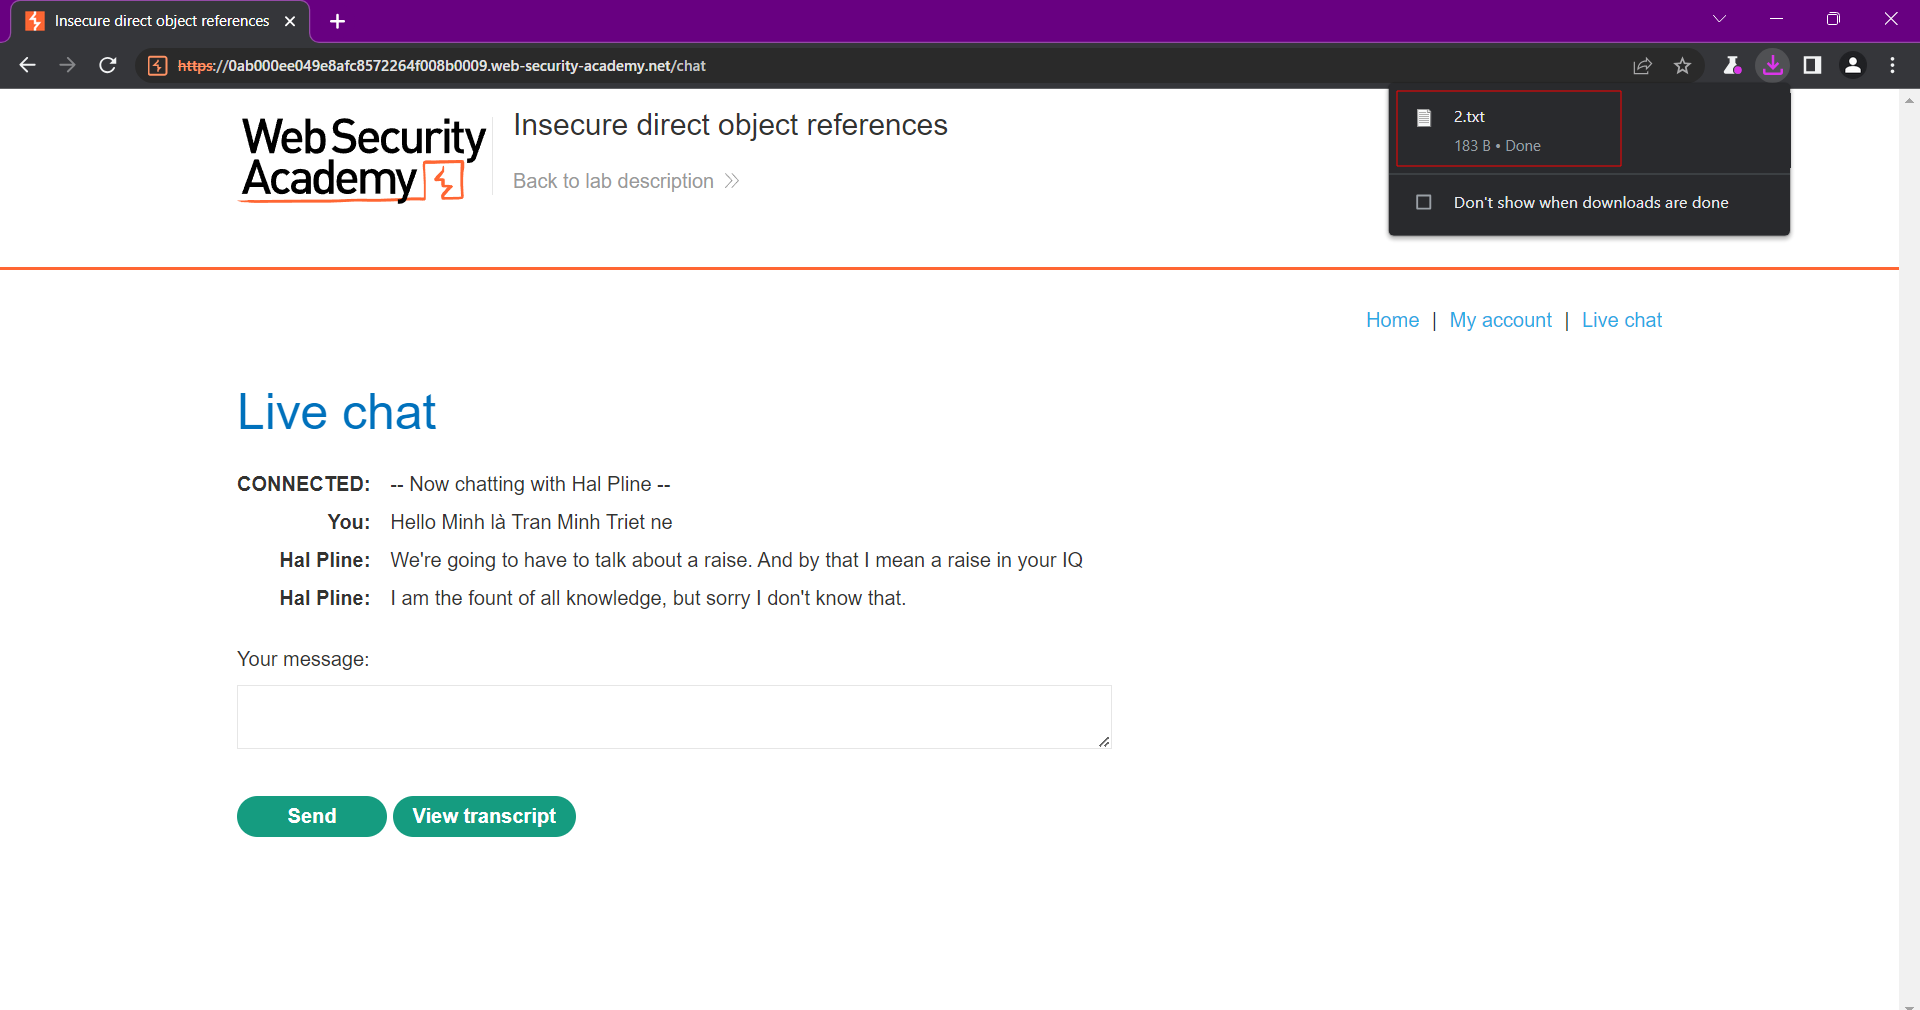 Insecure direct object references
https://0ab000ee049e8afc8572264f008b0009.web-security-academy.net/chat
2.txt
183 B • Done
Don't show when downloads are done
Web Security
Academy
Insecure direct object references
Back to lab description
Home | My account | Live chat
Live chat
CONNECTED: -- Now chatting with Hal Pline --
You: Hello Minh là Tran Minh Triet ne
Hal Pline: We're going to have to talk about a raise. And by that I mean a raise in your IQ
Hal Pline: I am the fount of all knowledge, but sorry I don't know that.
Your message:
Send View transcript